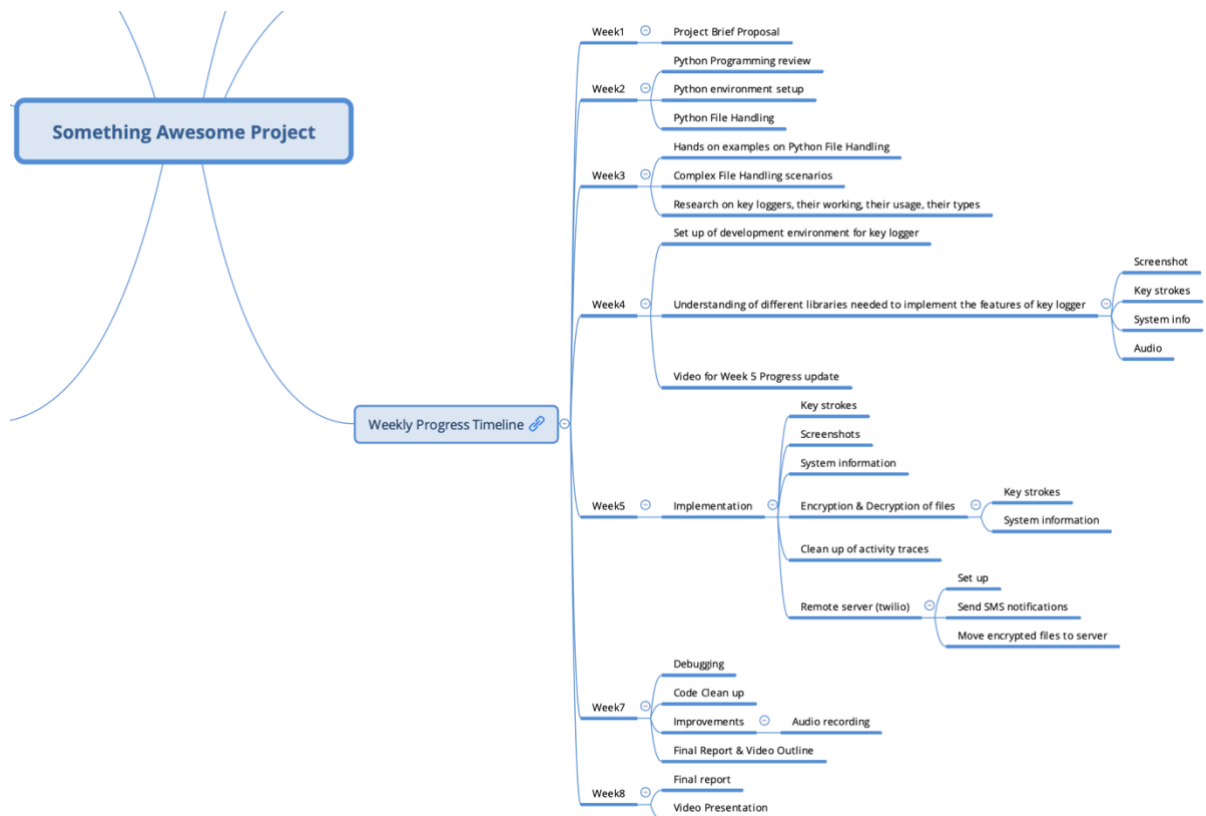 Something Awesome Project
Weekly Progress Timeline
Week1
Project Brief Proposal
Week2
Python Programming review
Python environment setup
Python File Handling
Week3
Hands on examples on Python File Handling
Complex File Handling scenarios
Research on key loggers, their working, their usage, their types
Week4
Set up of development environment for key logger
Understanding of different libraries needed to implement the features of key logger
Screenshot
Key strokes
System info
Audio
Video for Week 5 Progress update
Week5
Implementation
Key strokes
Screenshots
System information
Encryption & Decryption of files
Key strokes
System information
Clean up of activity traces
Remote server (twilio)
Set up
Send SMS notifications
Move encrypted files to server
Week7
Debugging
Code Clean up
Improvements
Audio recording
Final Report & Video Outline
Week8
Final report
Video Presentation